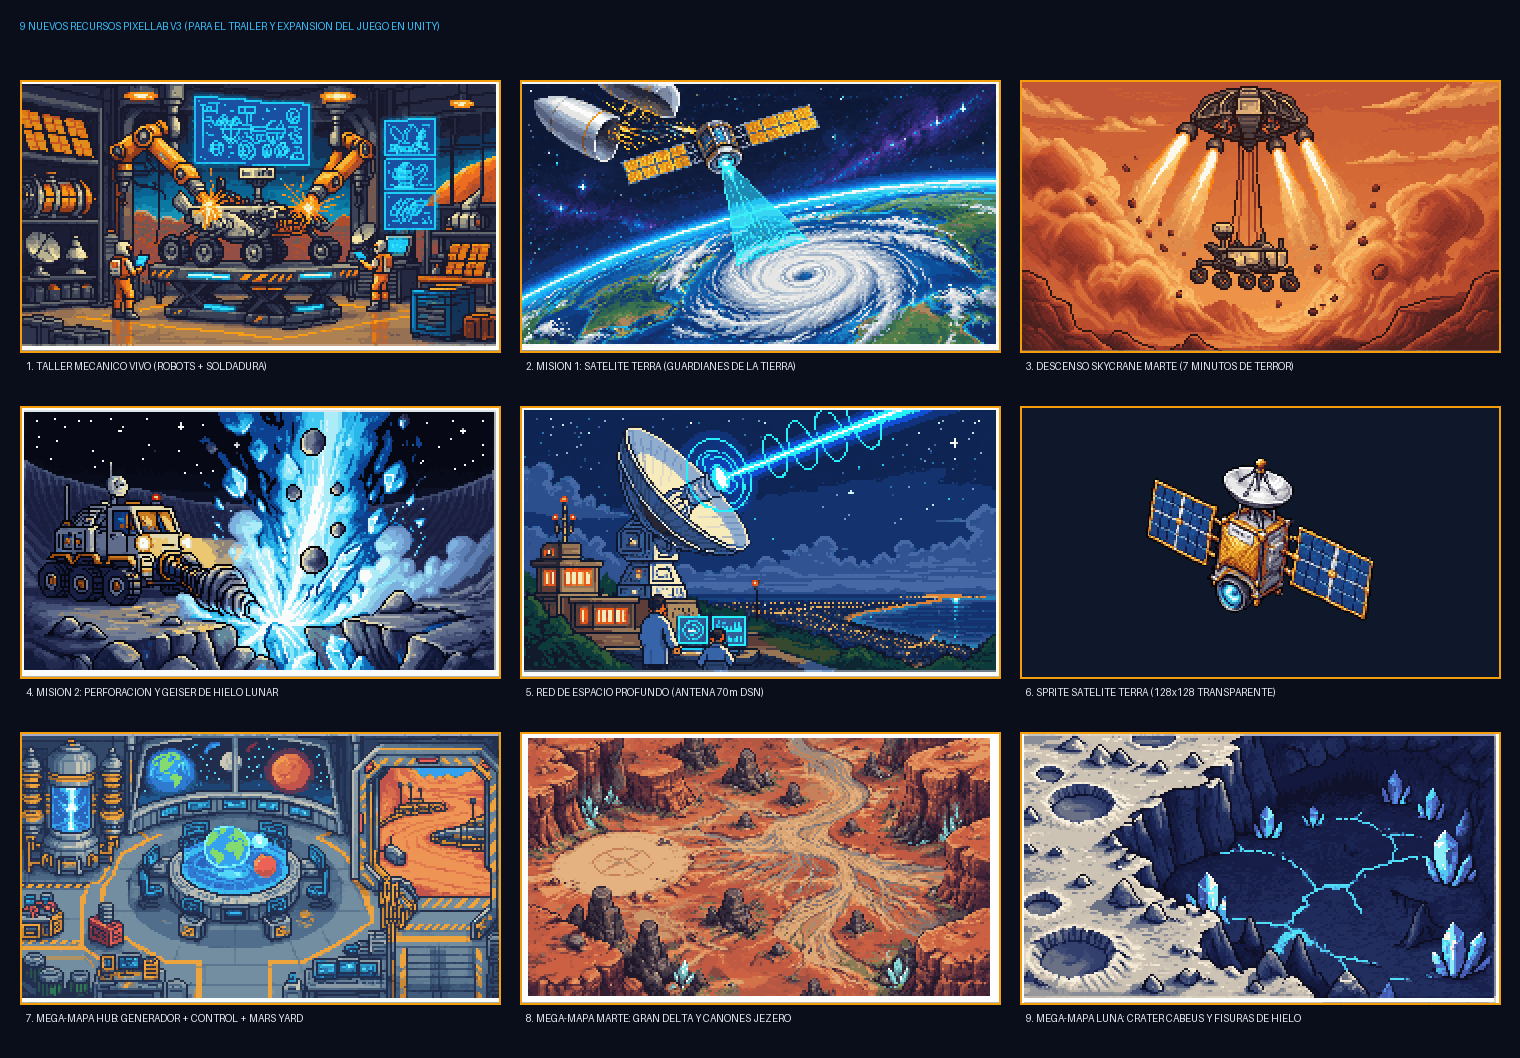 9 NUEVOS RECURSOS PIXELLAB V3 (PARA EL TRAILER Y EXPANSION DEL JUEGO EN UNITY)
1. TALLER MECANICO VIVO (ROBOTS + SOLDADURA)
2. MISION 1: SATELITE TERRA (GUARDIANES DE LA TIERRA)
3. DESCENSO SKYCRANE MARTE (7 MINUTOS DE TERROR)
4. MISION 2: PERFORACION Y GEISER DE HIELO LUNAR
5. RED DE ESPACIO PROFUNDO (ANTENA 70m DSN)
6. SPRITE SATELITE TERRA (128x128 TRANSPARENTE)
7. MEGA-MAPA HUB: GENERADOR + CONTROL + MARS YARD
8. MEGA-MAPA MARTE: GRAN DELTA Y CANONES JEZERO
9. MEGA-MAPA LUNA: CRATER CABEUS Y FISURAS DE HIELO